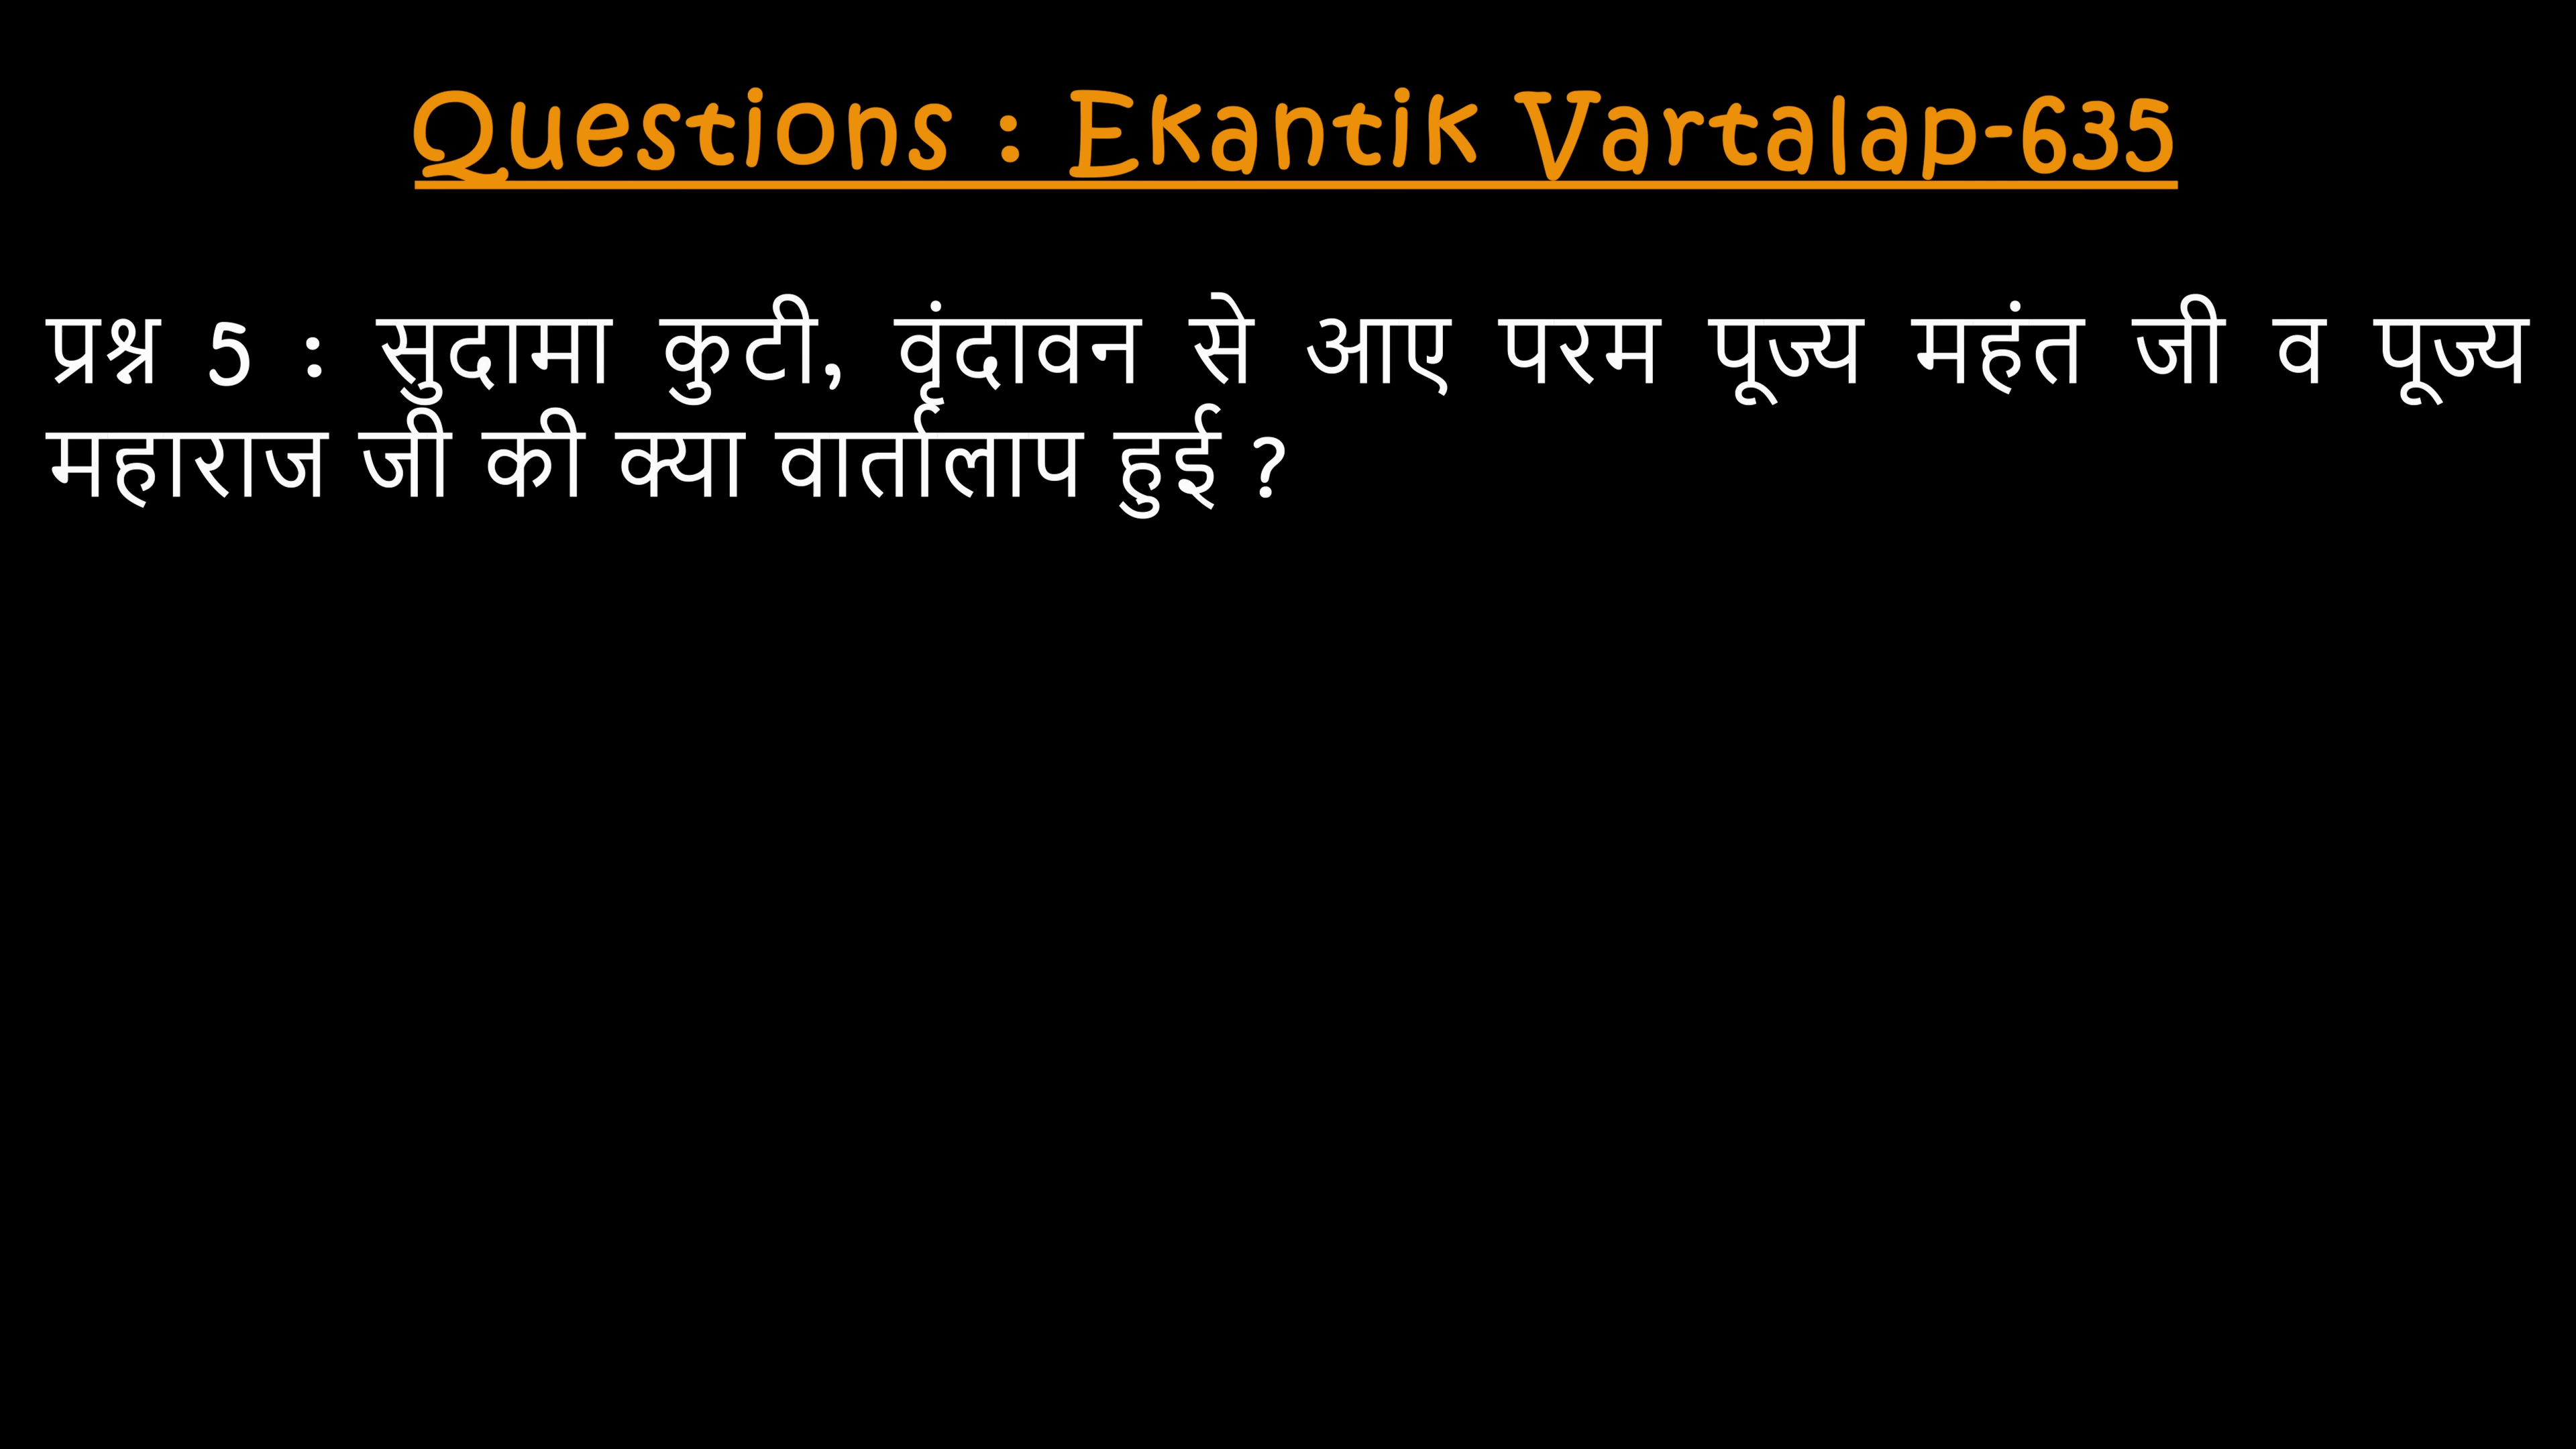 Questions : Ekantik Vartalap-635
प्रश्न 5 : सुदामा कुटी, वृंदावन से आए परम पूज्य महंत जी व पूज्य
महाराज जी की क्या वार्तालाप हुई ?